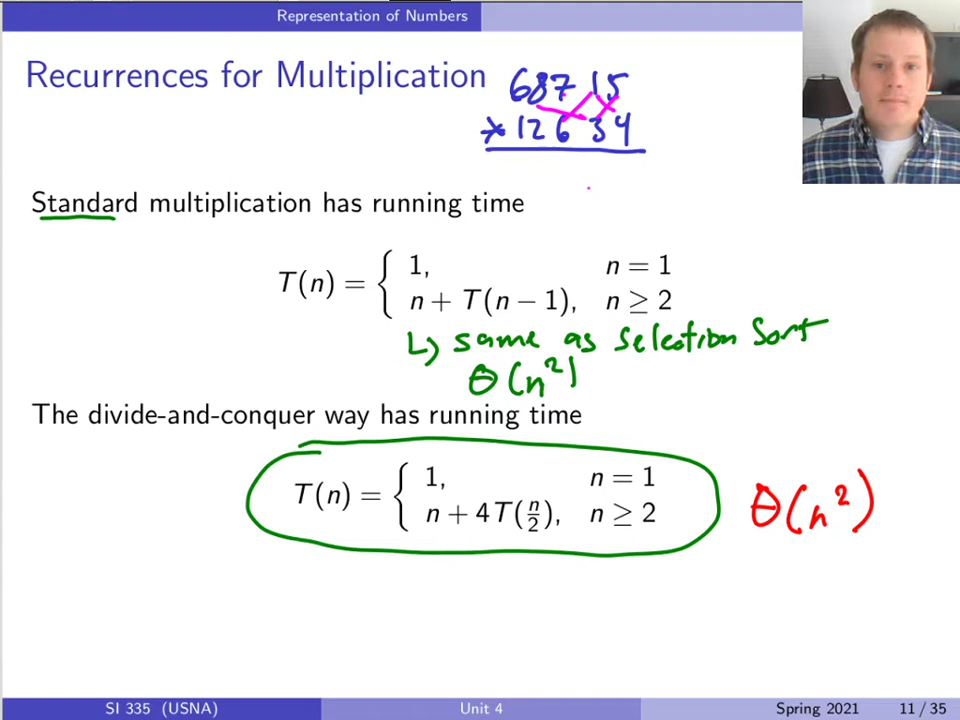 Representation of Numbers
Recurrences for Multiplication
68715
* 12634
Standard multiplication has running time
T(n) = { 1, n = 1
n + T(n − 1), n ≥ 2
↳ same as Selection Sort
Θ(n²)
The divide-and-conquer way has running time
T(n) = { 1, n = 1
n + 4T(n/2), n ≥ 2
Θ(n²)
SI 335 (USNA) Unit 4 Spring 2021 11 / 35